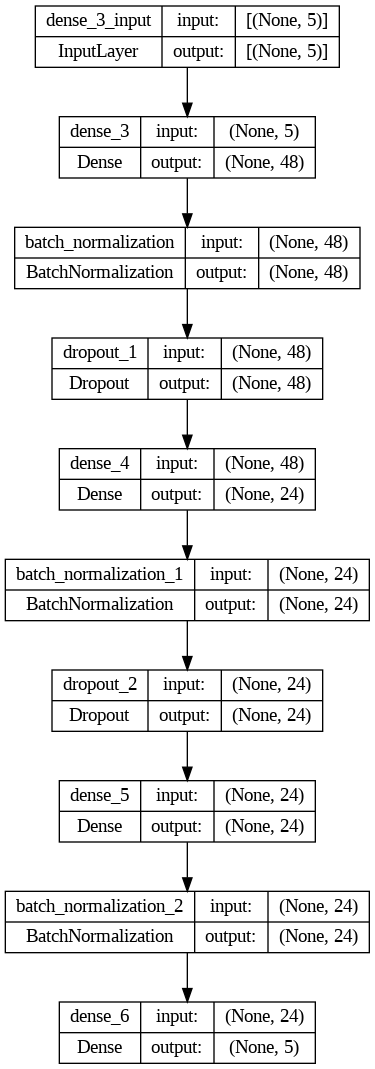 dense_3_input input: [(None, 5)]
InputLayer output: [(None, 5)]
dense_3 input: (None, 5)
Dense output: (None, 48)
batch_normalization input: (None, 48)
BatchNormalization output: (None, 48)
dropout_1 input: (None, 48)
Dropout output: (None, 48)
dense_4 input: (None, 48)
Dense output: (None, 24)
batch_normalization_1 input: (None, 24)
BatchNormalization output: (None, 24)
dropout_2 input: (None, 24)
Dropout output: (None, 24)
dense_5 input: (None, 24)
Dense output: (None, 24)
batch_normalization_2 input: (None, 24)
BatchNormalization output: (None, 24)
dense_6 input: (None, 24)
Dense output: (None, 5)